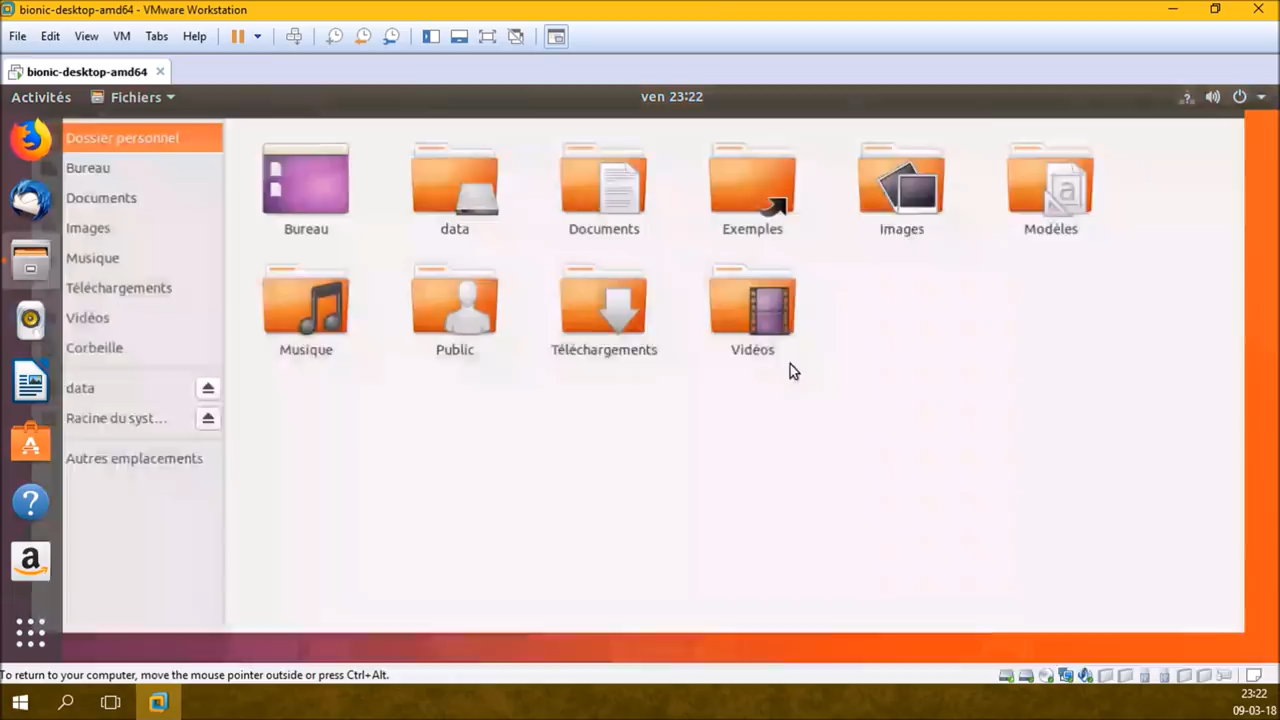 bionic-desktop-amd64 - VMware Workstation
File Edit View VM Tabs Help
bionic-desktop-amd64
Activités Fichiers ven 23:22
Dossier personnel
Bureau
Documents
Images
Musique
Téléchargements
Vidéos
Corbeille
data
Racine du syst...
Autres emplacements
Bureau data Documents Exemples Images Modèles
Musique Public Téléchargements Vidéos
To return to your computer, move the mouse pointer outside or press Ctrl+Alt.
23:22
09-03-18